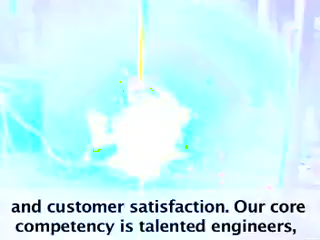 and customer satisfaction. Our core
competency is talented engineers,